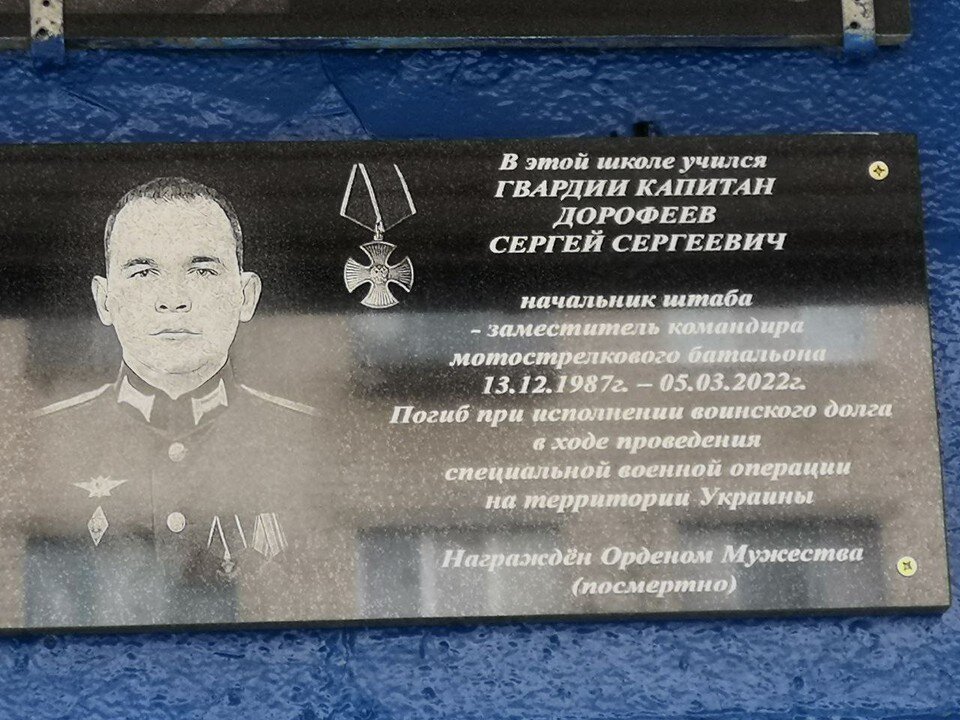 В этой школе учился
ГВАРДИИ КАПИТАН
ДОРОФЕЕВ
СЕРГЕЙ СЕРГЕЕВИЧ
начальник штаба
- заместитель командира
мотострелкового батальона
13.12.1987г. – 05.03.2022г.
Погиб при исполнении воинского долга
в ходе проведения
специальной военной операции
на территории Украины
Награждён Орденом Мужества
(посмертно)